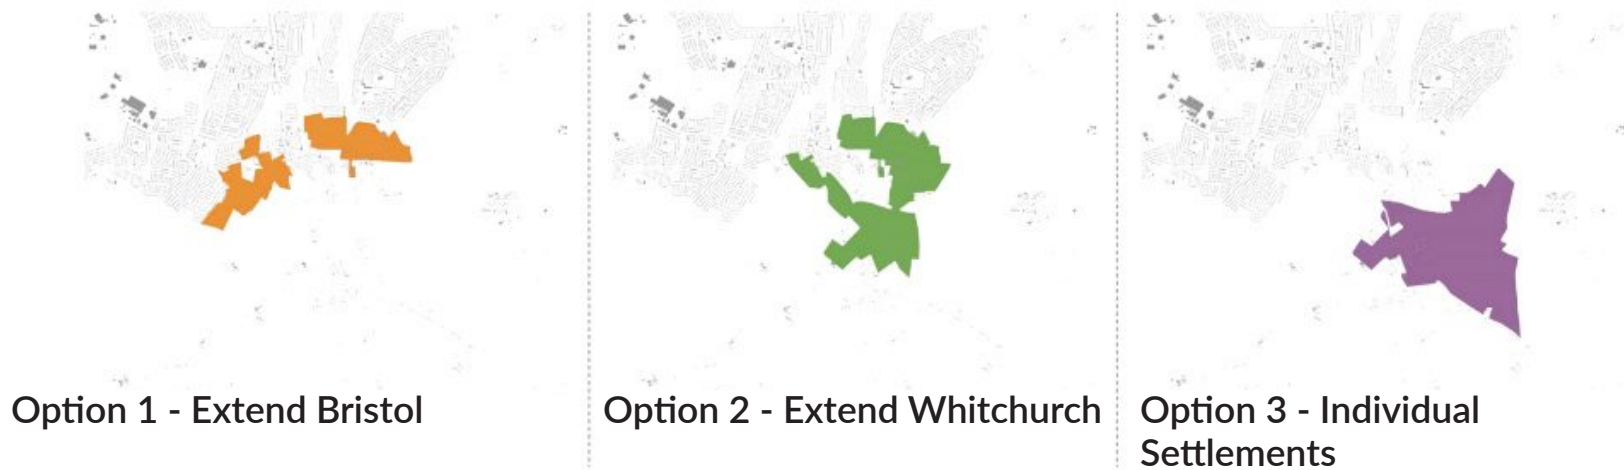 Option 1 - Extend Bristol
Option 2 - Extend Whitchurch
Option 3 - Individual
Settlements